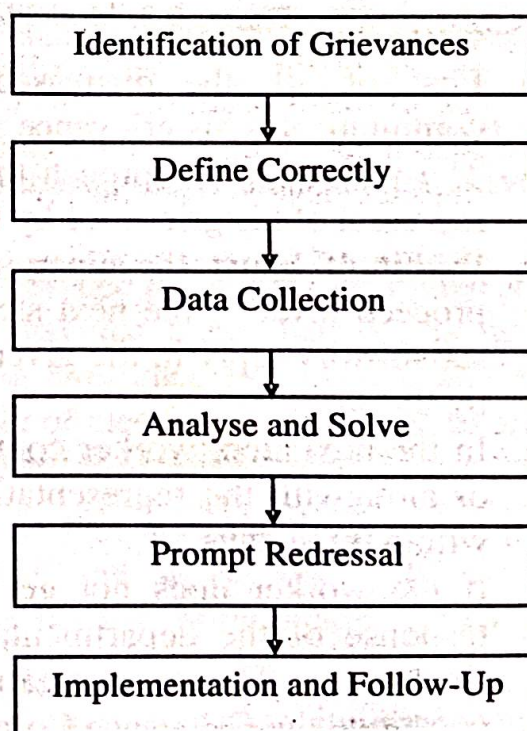 Identification of Grievances
Define Correctly
Data Collection
Analyse and Solve
Prompt Redressal
Implementation and Follow-Up